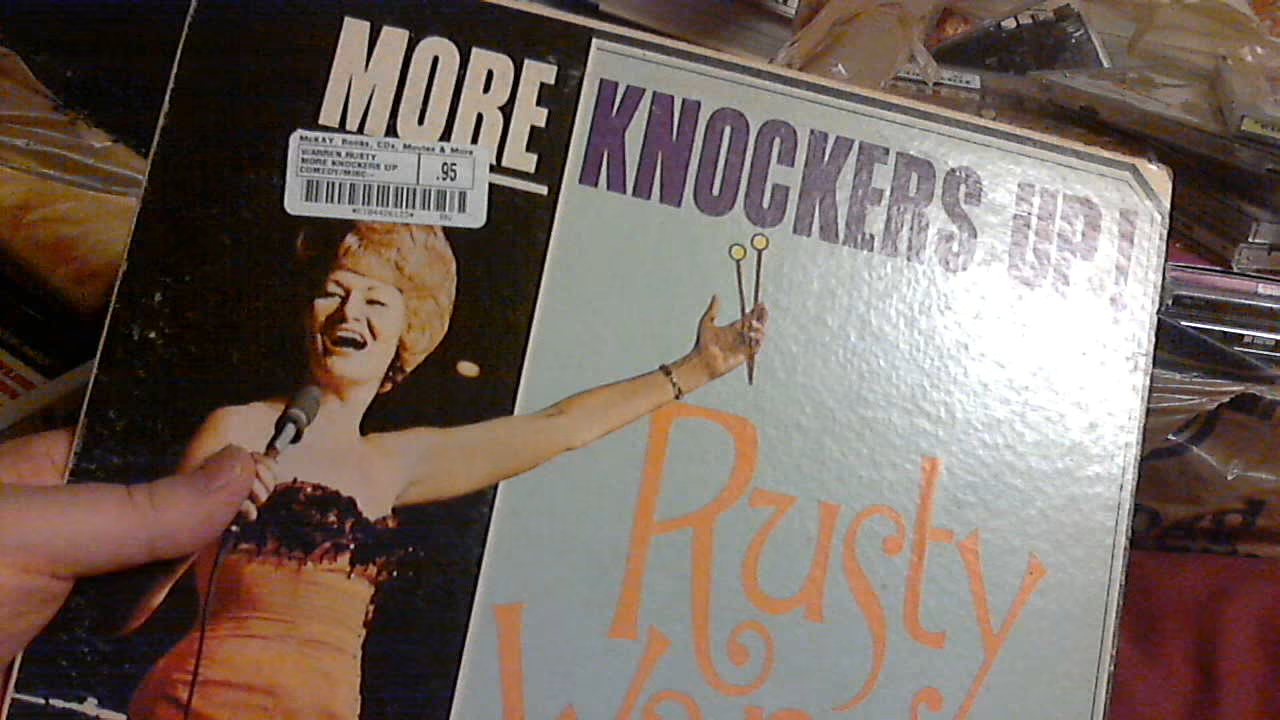 MORE
KNOCKERS UP!
McKAY Books, CDs, Movies & More
WARREN,RUSTY
MORE KNOCKERS UP
COMEDY/MISC.-
.95
Rusty